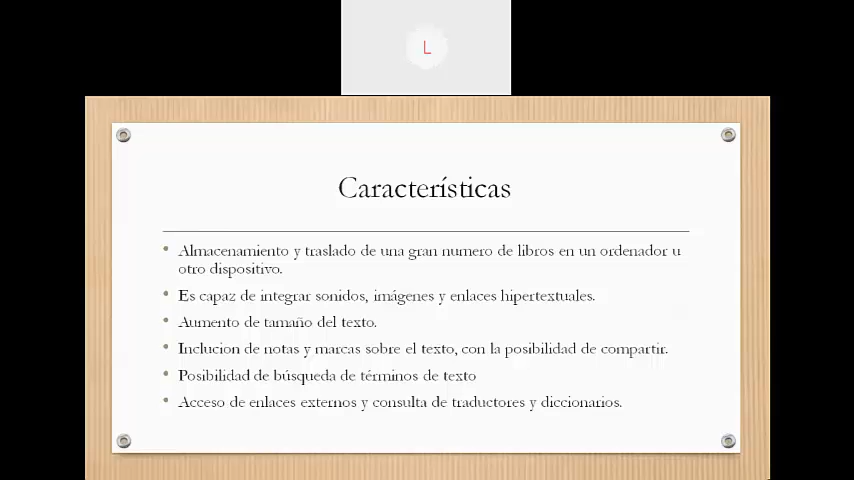 L
Características
Almacenamiento y traslado de una gran numero de libros en un ordenador u
otro dispositivo.
Es capaz de integrar sonidos, imágenes y enlaces hipertextuales.
Aumento de tamaño del texto.
Inclucion de notas y marcas sobre el texto, con la posibilidad de compartir.
Posibilidad de búsqueda de términos de texto
Acceso de enlaces externos y consulta de traductores y diccionarios.